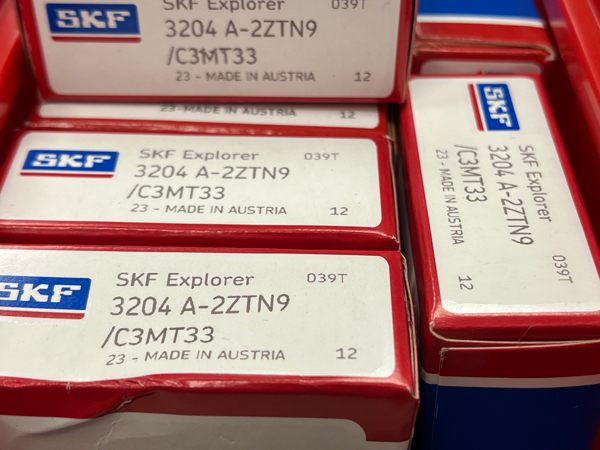 SKF
SKF Explorer 039T
3204 A-2ZTN9
/C3MT33
23 - MADE IN AUSTRIA 12
23-MADE IN AUSTRIA 12
SKF
SKF Explorer 039T
3204 A-2ZTN9
/C3MT33
23 - MADE IN AUSTRIA 12
SKF
SKF Explorer 039T
3204 A-2ZTN9
/C3MT33
23 - MADE IN AUSTRIA 12
SKF
SKF Explorer 039T
3204 A-2ZTN9
/C3MT33
23 - MADE IN AUSTRIA 12